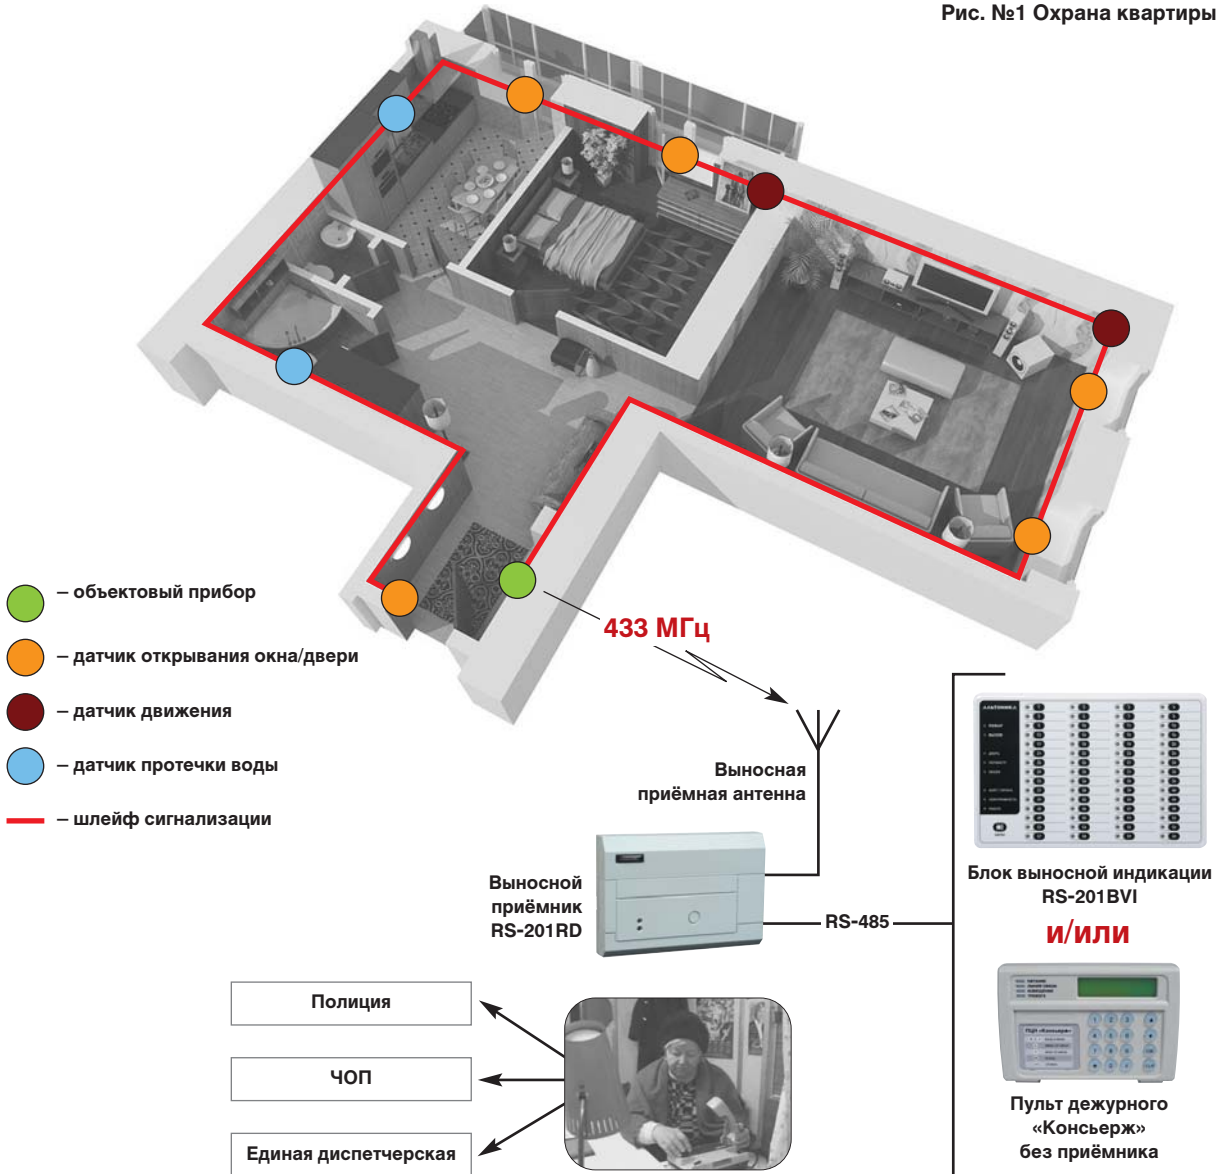 Рис. №1 Охрана квартиры
– объектовый прибор
– датчик открывания окна/двери
– датчик движения
– датчик протечки воды
– шлейф сигнализации
433 МГц
Выносная
приёмная антенна
Выносной
приёмник
RS-201RD
RS-485
Блок выносной индикации
RS-201BVI
и/или
ПЦН «Консьерж»
Пульт дежурного
«Консьерж»
без приёмника
Полиция
ЧОП
Единая диспетчерская